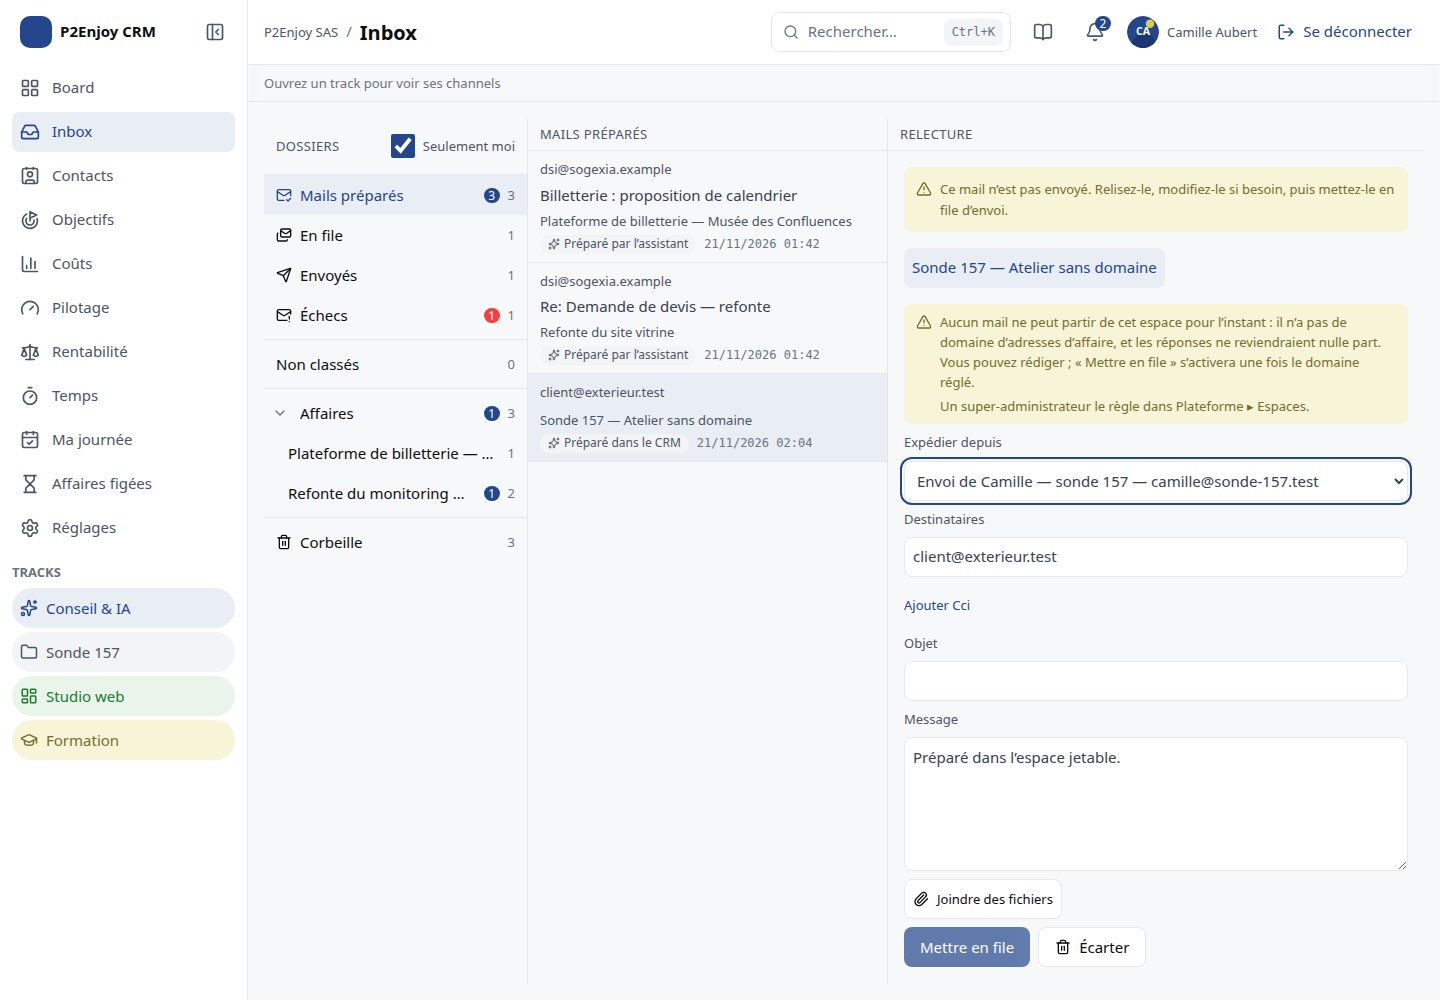 P2Enjoy CRM
Board
Inbox
Contacts
Objectifs
Coûts
Pilotage
Rentabilité
Temps
Ma journée
Affaires figées
Réglages
TRACKS
Conseil & IA
Sonde 157
Studio web
Formation
P2Enjoy SAS / Inbox
Rechercher... Ctrl+K
2
CA Camille Aubert
Se déconnecter
Ouvrez un track pour voir ses channels
DOSSIERS Seulement moi
Mails préparés 3 3
En file 1
Envoyés 1
Échecs 1 1
Non classés 0
Affaires 1 3
Plateforme de billetterie — ... 1
Refonte du monitoring ... 1 2
Corbeille 3
MAILS PRÉPARÉS
dsi@sogexia.example
Billetterie : proposition de calendrier
Plateforme de billetterie — Musée des Confluences
Préparé par l’assistant 21/11/2026 01:42
dsi@sogexia.example
Re: Demande de devis — refonte
Refonte du site vitrine
Préparé par l’assistant 21/11/2026 01:42
client@exterieur.test
Sonde 157 — Atelier sans domaine
Préparé dans le CRM 21/11/2026 02:04
RELECTURE
Ce mail n’est pas envoyé. Relisez-le, modifiez-le si besoin, puis mettez-le en
file d’envoi.
Sonde 157 — Atelier sans domaine
Aucun mail ne peut partir de cet espace pour l’instant : il n’a pas de
domaine d’adresses d’affaire, et les réponses ne reviendraient nulle part.
Vous pouvez rédiger ; « Mettre en file » s’activera une fois le domaine
réglé.
Un super-administrateur le règle dans Plateforme ▸ Espaces.
Expédier depuis
Envoi de Camille — sonde 157 — camille@sonde-157.test
Destinataires
client@exterieur.test
Ajouter Cci
Objet
Message
Préparé dans l’espace jetable.
Joindre des fichiers
Mettre en file
Écarter